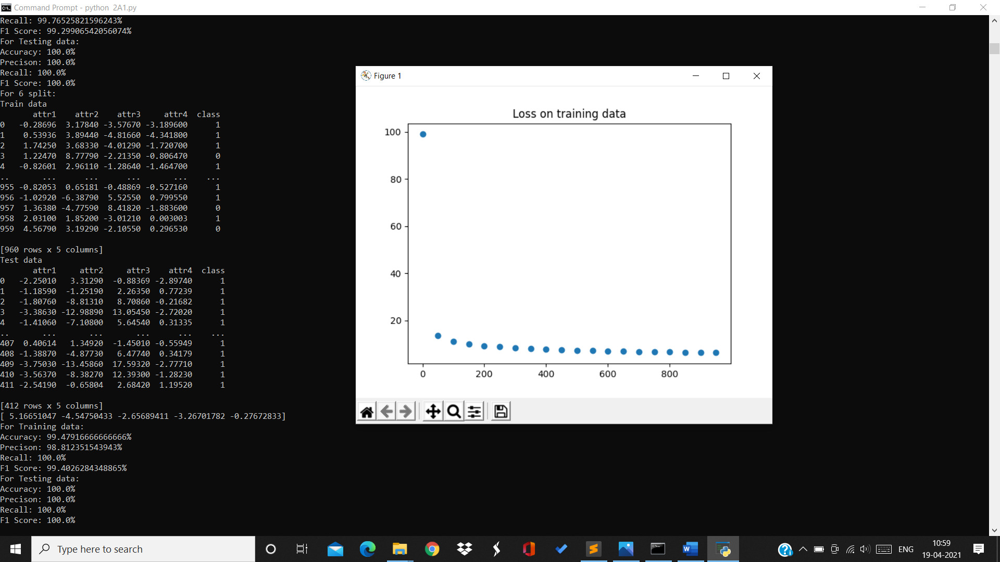 Command Prompt - python  2A1.py
Recall: 99.76525821596243%
F1 Score: 99.29906542056074%
For Testing data:
Accuracy: 100.0%
Precison: 100.0%
Recall: 100.0%
F1 Score: 100.0%
For 6 split:
Train data
attr1 attr2 attr3 attr4 class
0 -0.28696 3.17840 -3.57670 -3.189600 1
1 0.53936 3.89440 -4.81660 -4.341800 1
2 1.74250 3.68330 -4.01290 -1.720700 1
3 1.22470 8.77790 -2.21350 -0.806470 0
4 -0.82601 2.96110 -1.28640 -1.464700 1
.. ... ... ... ... ...
955 -0.82053 0.65181 -0.48869 -0.527160 1
956 -1.02920 -6.38790 5.52550 0.799550 1
957 1.36380 -4.77590 8.41820 -1.883600 0
958 2.03100 1.85200 -3.01210 0.003003 1
959 4.56790 3.19290 -2.10550 0.296530 0
[960 rows x 5 columns]
Test data
attr1 attr2 attr3 attr4 class
0 -2.25010 3.31290 -0.88369 -2.89740 1
1 -1.18590 -1.25190 2.26350 0.77239 1
2 -1.80760 -8.81310 8.70860 -0.21682 1
3 -3.38630 -12.98890 13.05450 -2.72020 1
4 -1.41060 -7.10800 5.64540 0.31335 1
.. ... ... ... ... ...
407 0.40614 1.34920 -1.45010 -0.55949 1
408 -1.38870 -4.87730 6.47740 0.34179 1
409 -3.75030 -13.45860 17.59320 -2.77710 1
410 -3.56370 -8.38270 12.39300 -1.28230 1
411 -2.54190 -0.65804 2.68420 1.19520 1
[412 rows x 5 columns]
[ 5.16651047 -4.54750433 -2.65689411 -3.26701782 -0.27672833]
For Training data:
Accuracy: 99.47916666666666%
Precison: 98.812351543943%
Recall: 100.0%
F1 Score: 99.4026284348865%
For Testing data:
Accuracy: 100.0%
Precison: 100.0%
Recall: 100.0%
F1 Score: 100.0%
Figure 1
Loss on training data
100
80
60
40
20
0 200 400 600 800
Type here to search
ENG
10:59
19-04-2021